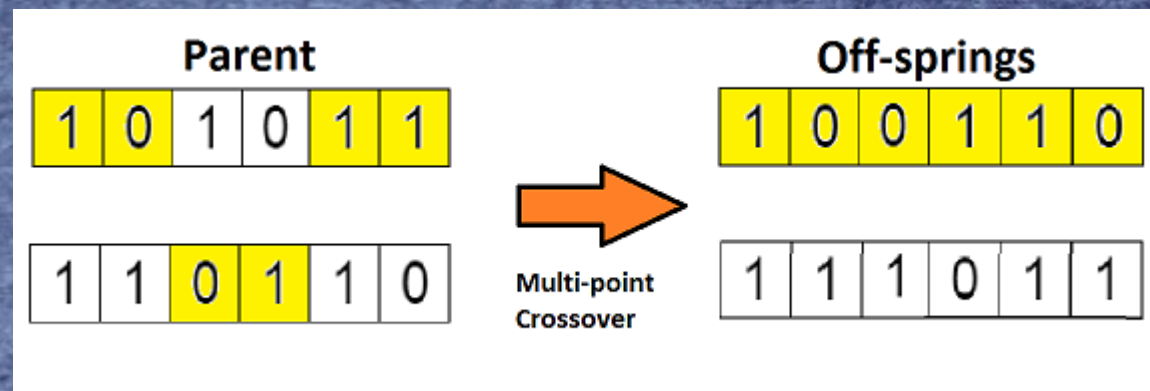 Parent
Off-springs
1 0 1 0 1 1
1 0 0 1 1 0
1 1 0 1 1 0
Multi-point
Crossover
1 1 1 0 1 1